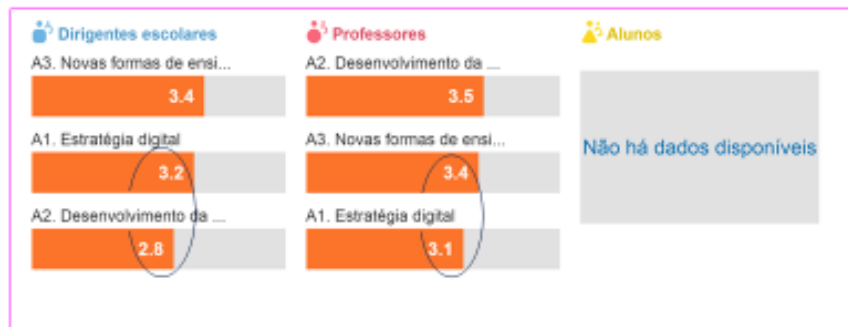 Dirigentes escolares
A3. Novas formas de ensi...
3.4
A1. Estratégia digital
3.2
A2. Desenvolvimento da ...
2.8
Professores
A2. Desenvolvimento da ...
3.5
A3. Novas formas de ensi...
3.4
A1. Estratégia digital
3.1
Alunos
Não há dados disponíveis